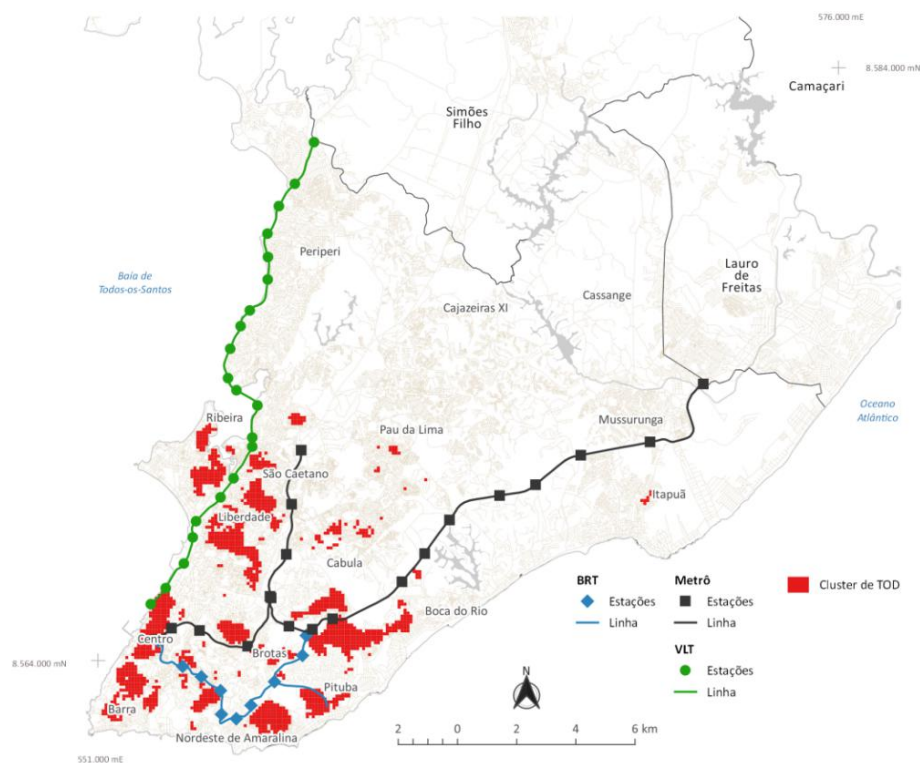 576.000 mE
8.584.000 mN
Camaçari
Simões
Filho
Periperi
Baía de
Todos-os-Santos
Lauro
de
Freitas
Cassange
Cajazeiras XI
Oceano
Atlântico
Ribeira
Mussurunga
Pau da Lima
São Caetano
Itapuã
Liberdade
Cabula
BRT
Metrô
Estações
Estações
Cluster de TOD
Linha
Linha
Boca do Rio
VLT
Centro
Brotas
8.564.000 mN
Estações
Linha
Pituba
N
Barra
Nordeste de Amaralina
2
0
2
4
6 km
551.000 mE